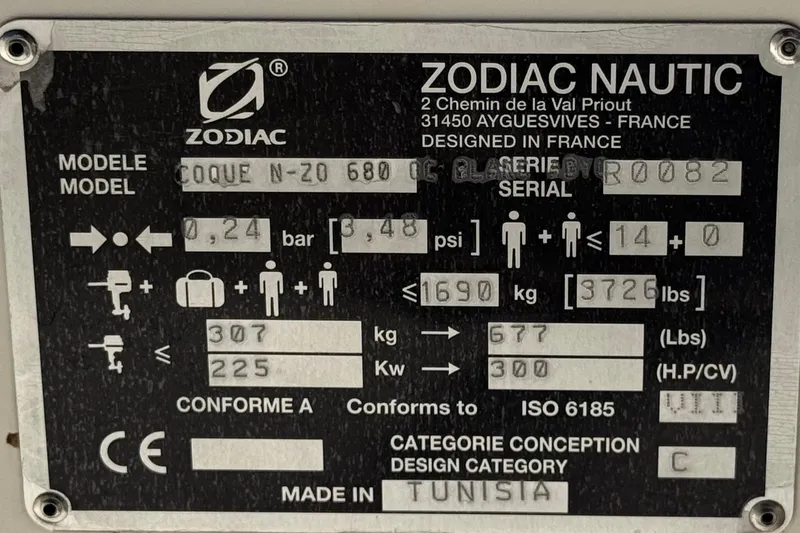 ® ZODIAC NAUTIC
2 Chemin de la Val Priout
31450 AYGUESVIVES - FRANCE
ZODIAC DESIGNED IN FRANCE
MODELE COQUE N-ZO 680 SERIE R0082
MODEL SERIAL
0,24 bar [3,48 psi] + ≤ 14 + 0
+ + + ≤ 1690 kg [3726 lbs]
≤ 307 kg → 677 (Lbs)
225 Kw → 300 (H.P/CV)
CONFORME A Conforms to ISO 6185 VIII
CE CATEGORIE CONCEPTION
DESIGN CATEGORY C
MADE IN TUNISIA